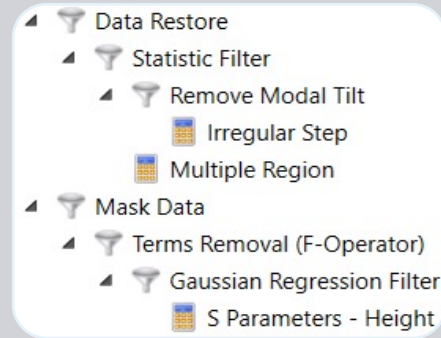 Data Restore
Statistic Filter
Remove Modal Tilt
Irregular Step
Multiple Region
Mask Data
Terms Removal (F-Operator)
Gaussian Regression Filter
S Parameters - Height